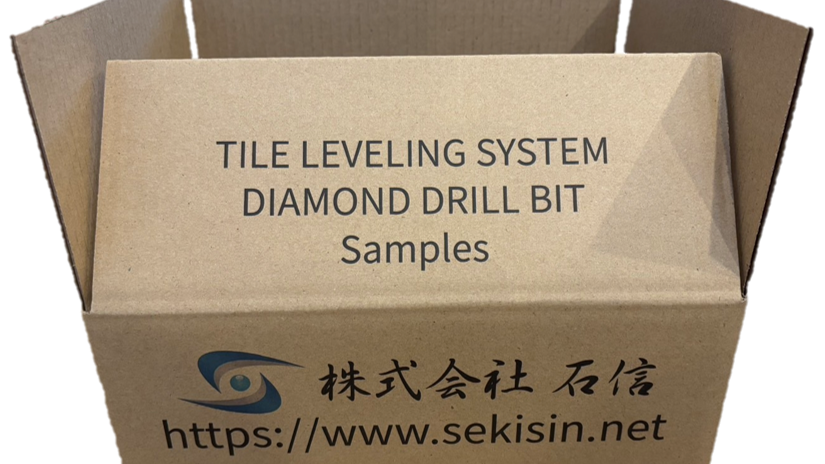 TILE LEVELING SYSTEM
DIAMOND DRILL BIT
Samples
株式会社 石信
https://www.sekisin.net